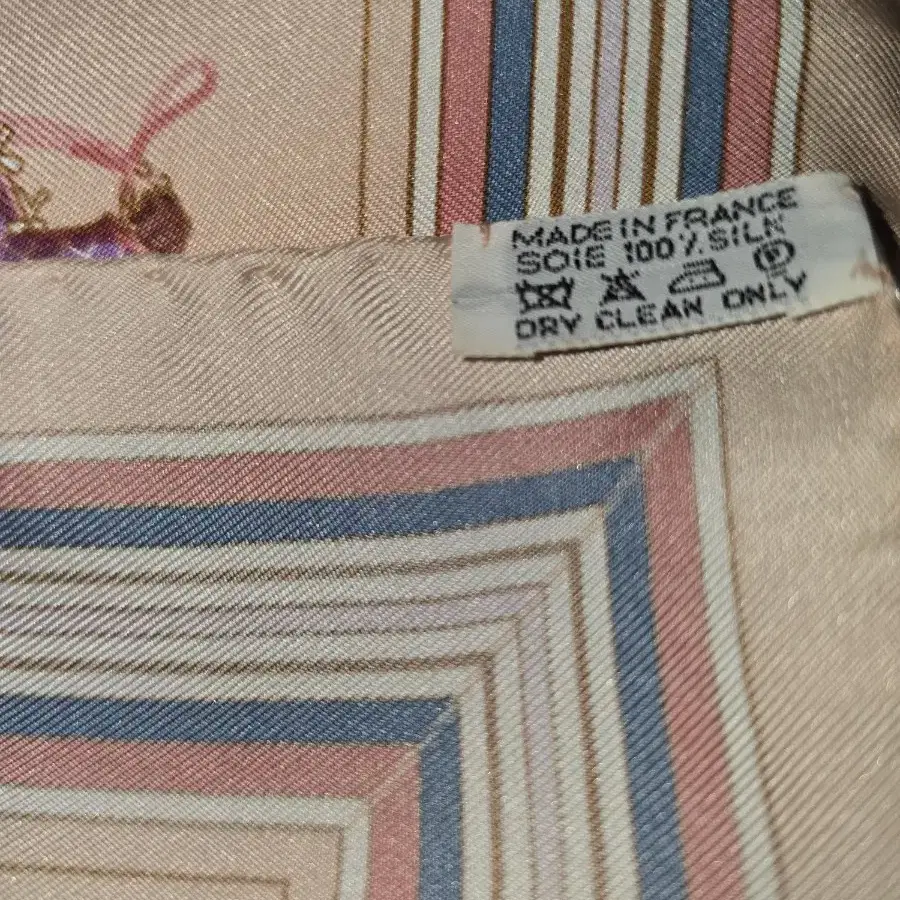 MADE IN FRANCE
SOIE 100% SILK
DRY CLEAN ONLY